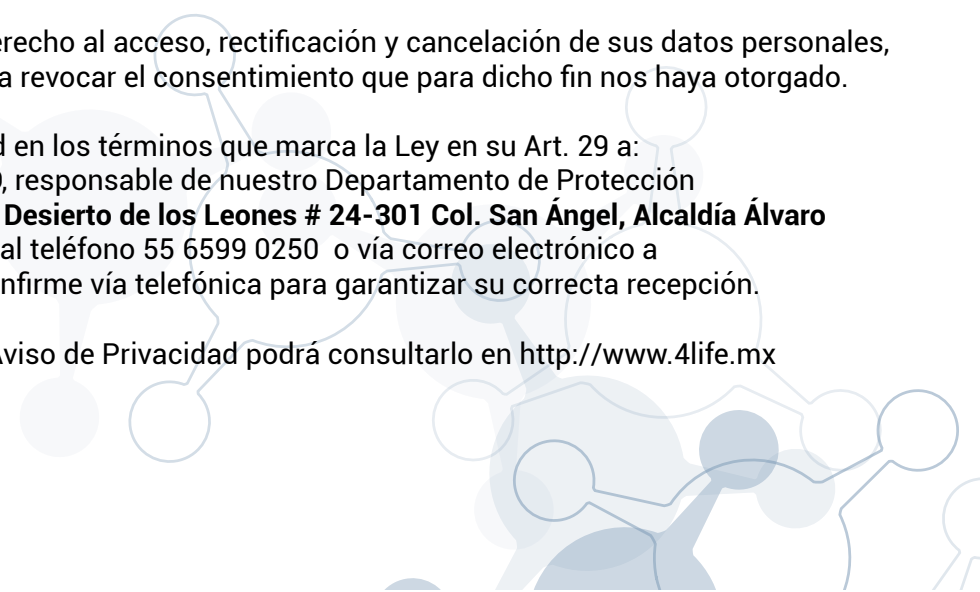 erecho al acceso, rectificación y cancelación de sus datos personales,
a revocar el consentimiento que para dicho fin nos haya otorgado.
d en los términos que marca la Ley en su Art. 29 a:
, responsable de nuestro Departamento de Protección
Desierto de los Leones # 24-301 Col. San Ángel, Alcaldía Álvaro
al teléfono 55 6599 0250 o vía correo electrónico a
nfirme vía telefónica para garantizar su correcta recepción.
Aviso de Privacidad podrá consultarlo en http://www.4life.mx